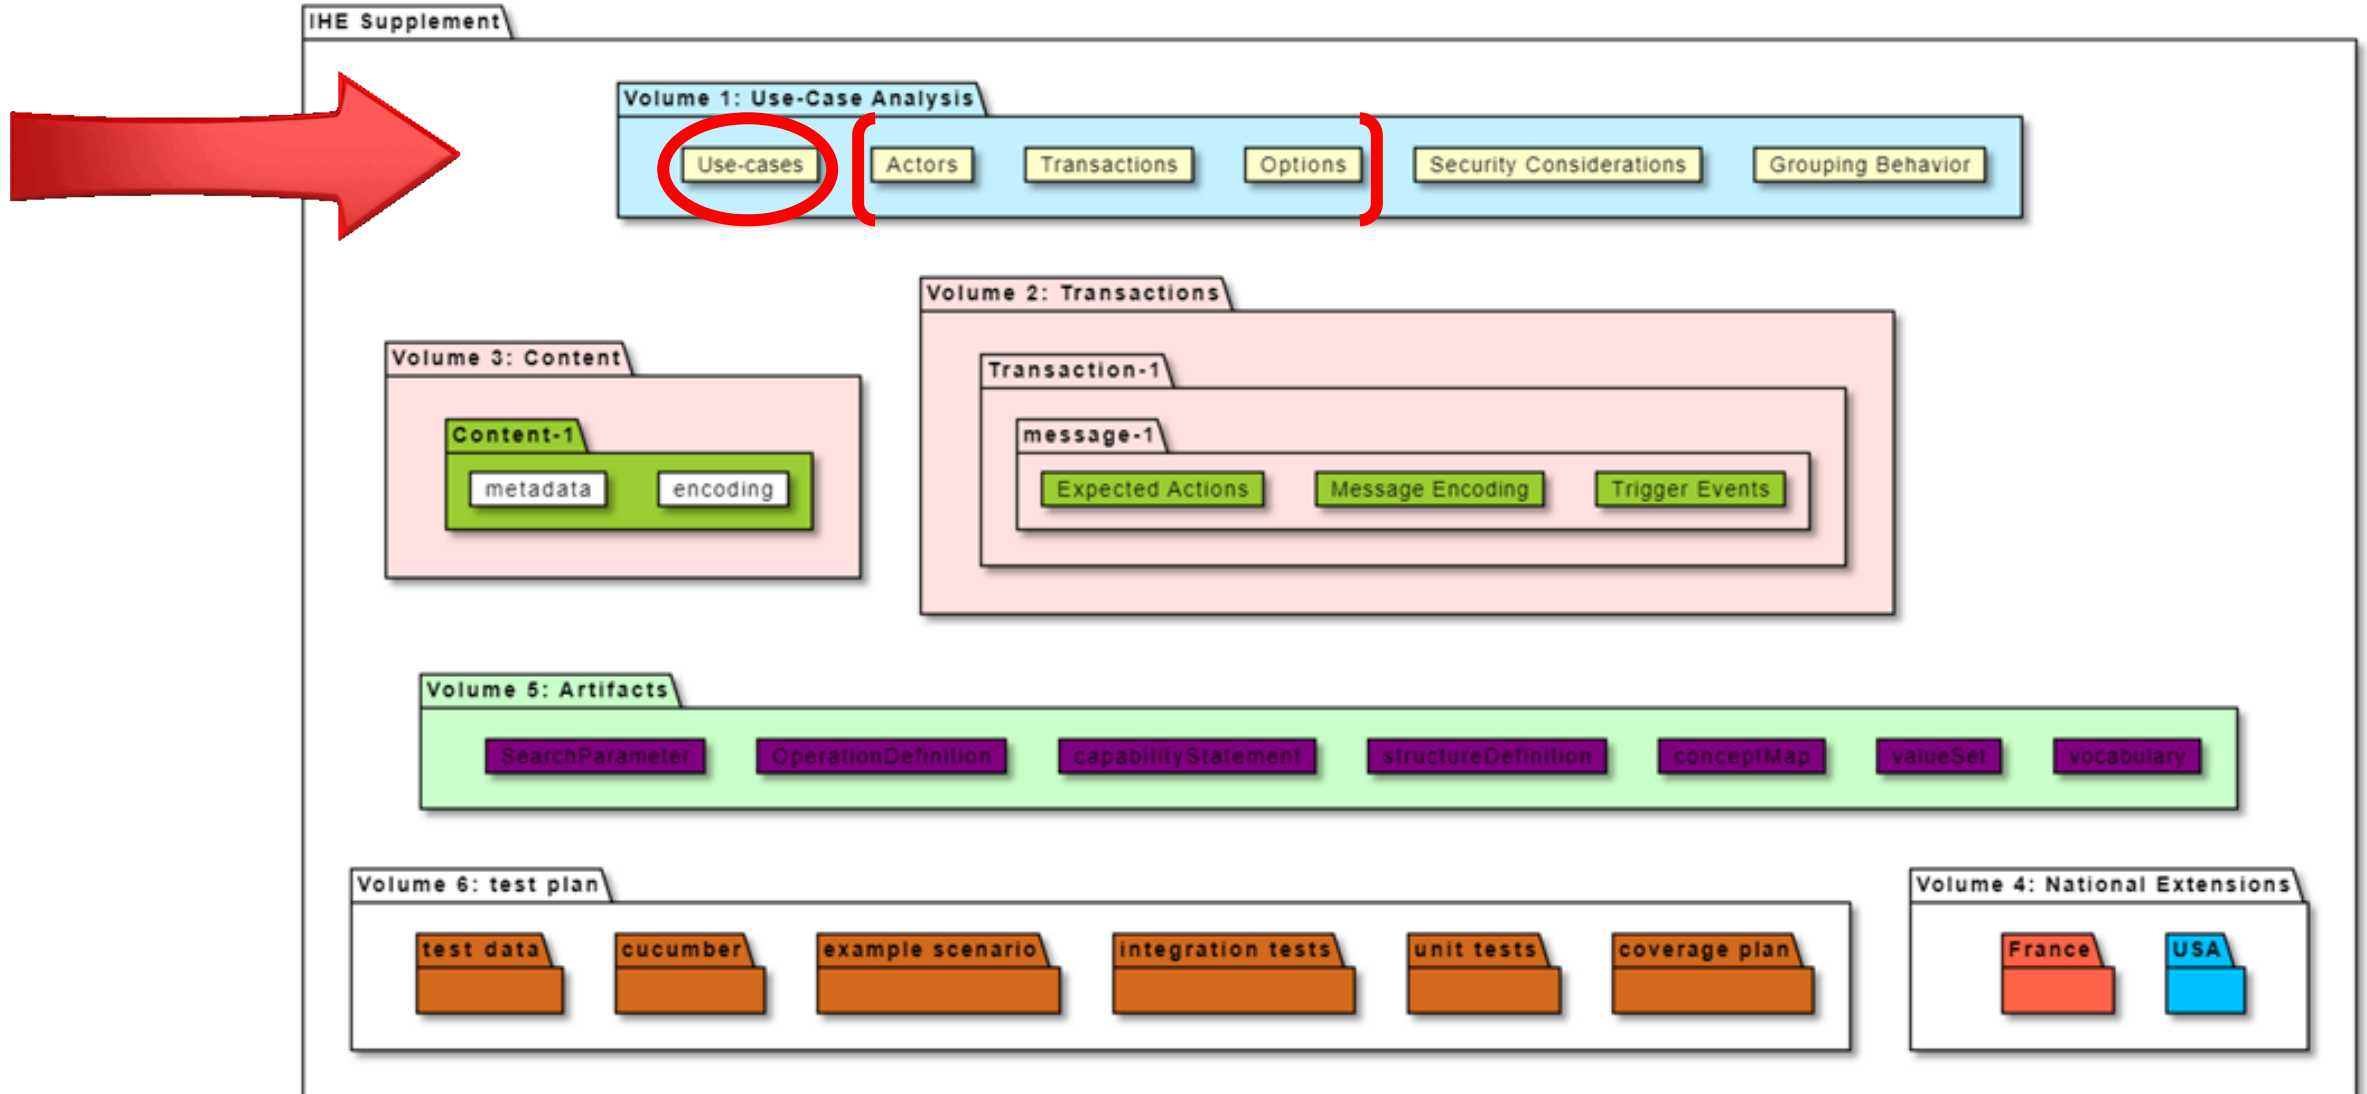 IHE Supplement
Volume 1: Use-Case Analysis
Use-cases
Actors
Transactions
Options
Security Considerations
Grouping Behavior
Volume 2: Transactions
Transaction-1
message-1
Expected Actions
Message Encoding
Trigger Events
Volume 3: Content
Content-1
metadata
encoding
Volume 5: Artifacts
SearchParameter
OperationDefinition
capabilityStatement
structureDefinition
conceptMap
valueSet
vocabulary
Volume 6: test plan
test data
cucumber
example scenario
integration tests
unit tests
coverage plan
Volume 4: National Extensions
France
USA